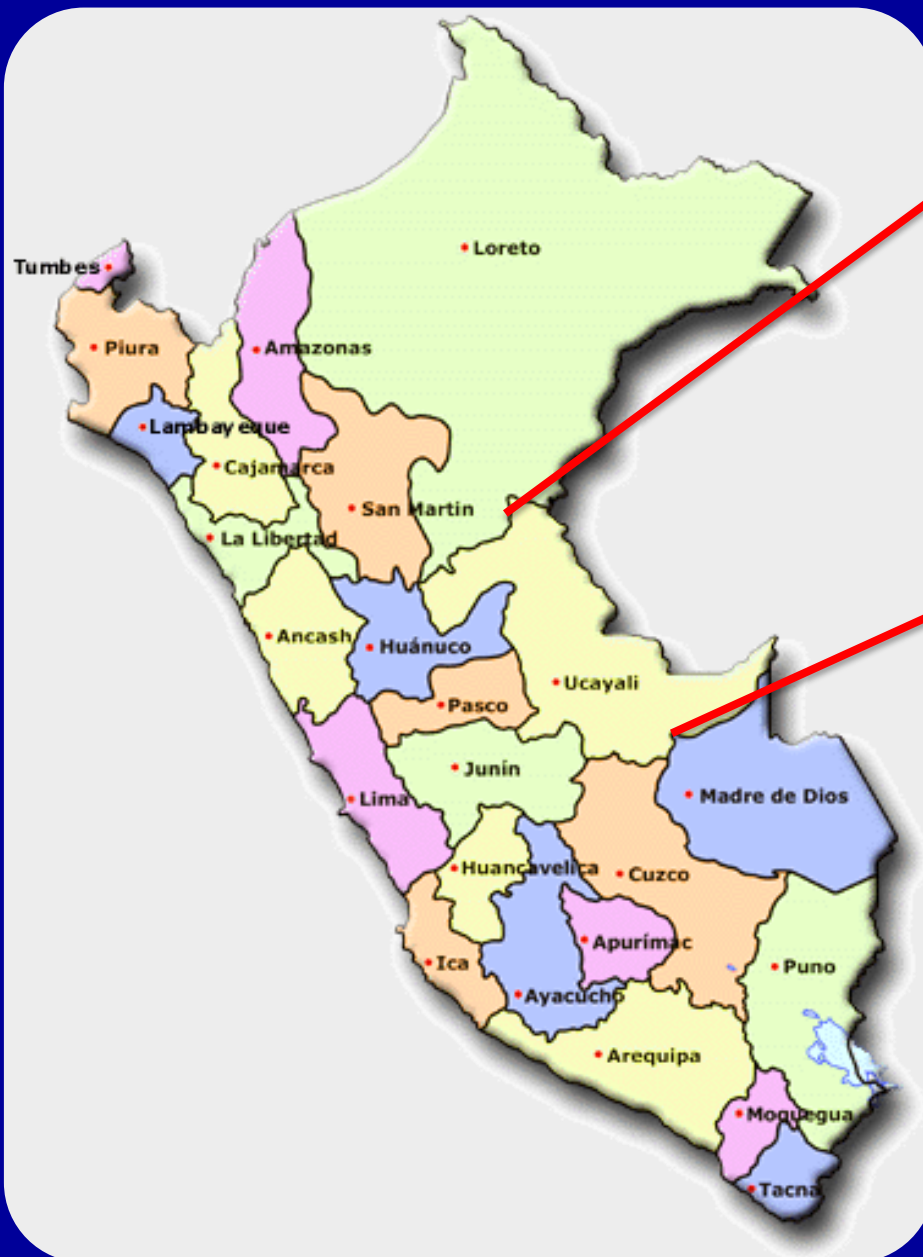 Loreto
Tumbes
Piura
Amazonas
Lambayeque
Cajamarca
San Martín
La Libertad
Ancash
Huánuco
Ucayali
Pasco
Junín
Lima
Madre de Dios
Huancavelica
Cuzco
Apurímac
Ica
Puno
Ayacucho
Arequipa
Moquegua
Tacna